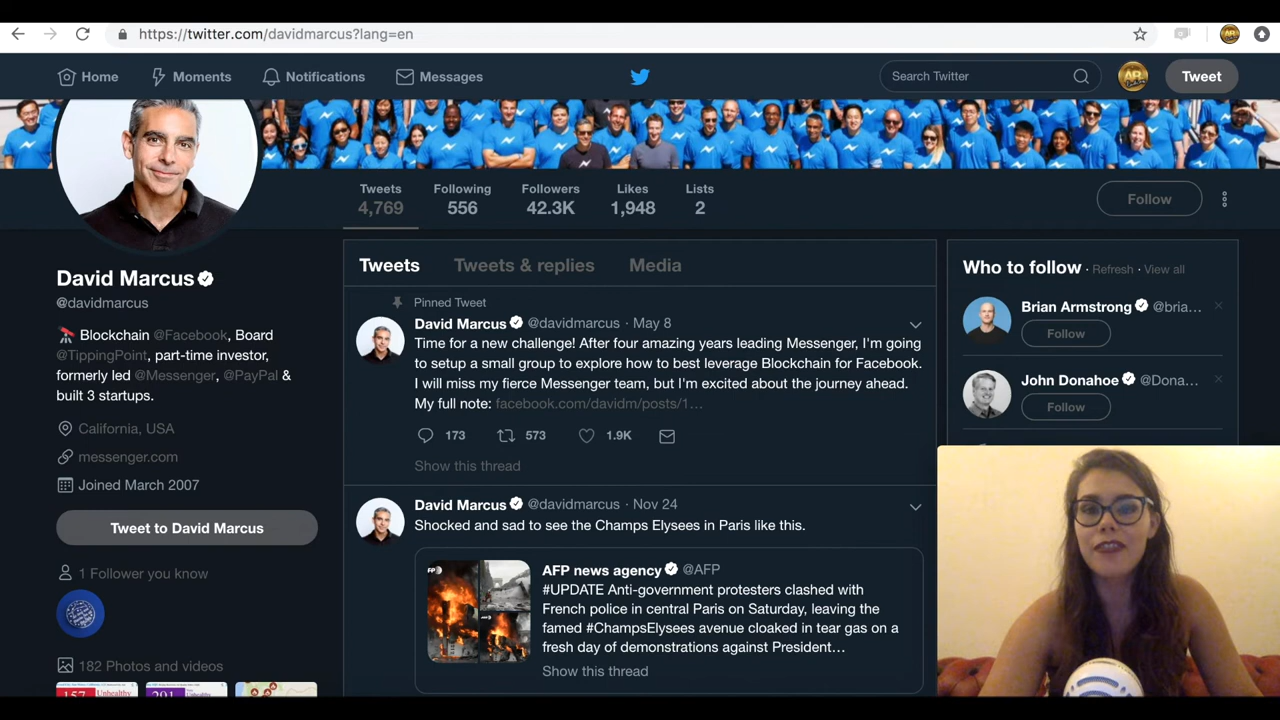 https://twitter.com/davidmarcus?lang=en
Home Moments Notifications Messages Search Twitter Tweet
Tweets Following Followers Likes Lists
4,769 556 42.3K 1,948 2
Follow
David Marcus
@davidmarcus
Blockchain @Facebook, Board
@TippingPoint, part-time investor,
formerly led @Messenger, @PayPal &
built 3 startups.
California, USA
messenger.com
Joined March 2007
Tweet to David Marcus
1 Follower you know
182 Photos and videos
157 Unhealthy
291
Tweets Tweets & replies Media
Pinned Tweet
David Marcus @davidmarcus · May 8
Time for a new challenge! After four amazing years leading Messenger, I'm going
to setup a small group to explore how to best leverage Blockchain for Facebook.
I will miss my fierce Messenger team, but I'm excited about the journey ahead.
My full note: facebook.com/davidm/posts/1…
173 573 1.9K
Show this thread
David Marcus @davidmarcus · Nov 24
Shocked and sad to see the Champs Elysees in Paris like this.
AFP news agency @AFP
#UPDATE Anti-government protesters clashed with
French police in central Paris on Saturday, leaving the
famed #ChampsElysees avenue cloaked in tear gas on a
fresh day of demonstrations against President…
Show this thread
Who to follow · Refresh · View all
Brian Armstrong @bria…
Follow
John Donahoe @Dona…
Follow